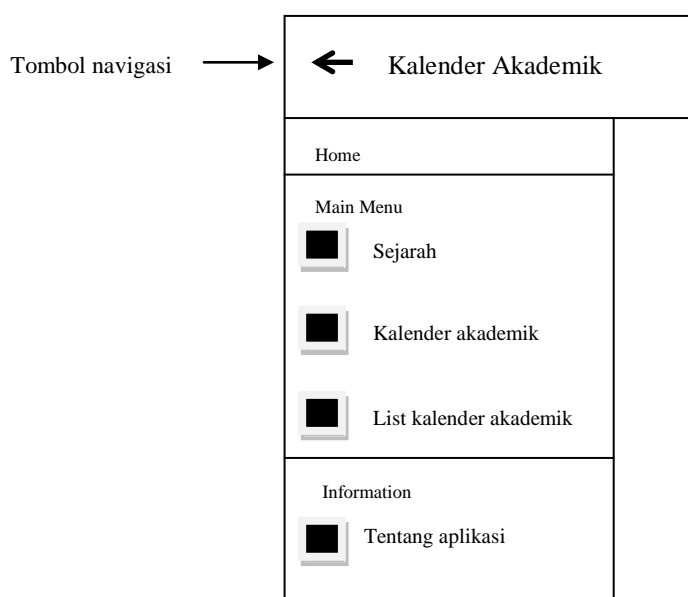 Tombol navigasi
Kalender Akademik
Home
Main Menu
Sejarah
Kalender akademik
List kalender akademik
Information
Tentang aplikasi